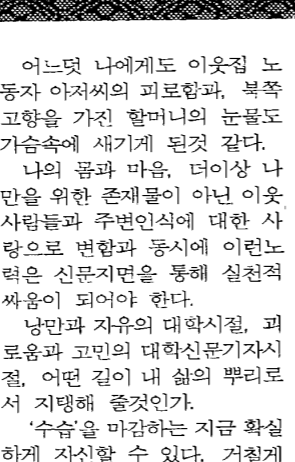 어느덧 나에게도 이웃집 노
동자 아저씨의 피로함과, 북쪽
고향을 가진 할머니의 눈물도
가슴속에 새기게 된것 같다.
나의 몸과 마음, 더이상 나
만을 위한 존재물이 아닌 이웃
사람들과 주변인식에 대한 사
랑으로 변함과 동시에 이런노
력은 신문지면을 통해 실천적
싸움이 되어야 한다.
낭만과 자유의 대학시절, 괴
로움과 고민의 대학신문기자시
절, 어떤 길이 내 삶의 뿌리로
서 지탱해 줄것인가.
‘수습’을 마감하는 지금 확실
하게 자신할 수 있다. 거칠게